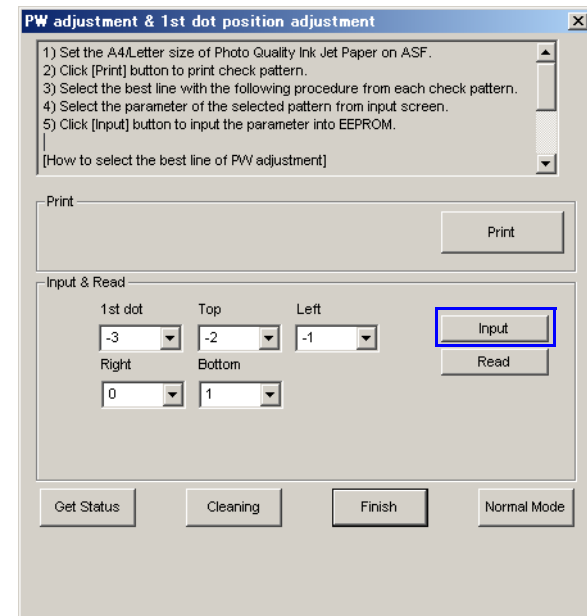 PW adjustment & 1st dot position adjustment
1) Set the A4/Letter size of Photo Quality Ink Jet Paper on ASF.
2) Click [Print] button to print check pattern.
3) Select the best line with the following procedure from each check pattern.
4) Select the parameter of the selected pattern from input screen.
5) Click [Input] button to input the parameter into EEPROM.
[How to select the best line of PW adjustment]
Print
Print
Input & Read
1st dot Top Left
-3 -2 -1
Input
Right Bottom
Read
0 1
Get Status Cleaning Finish Normal Mode